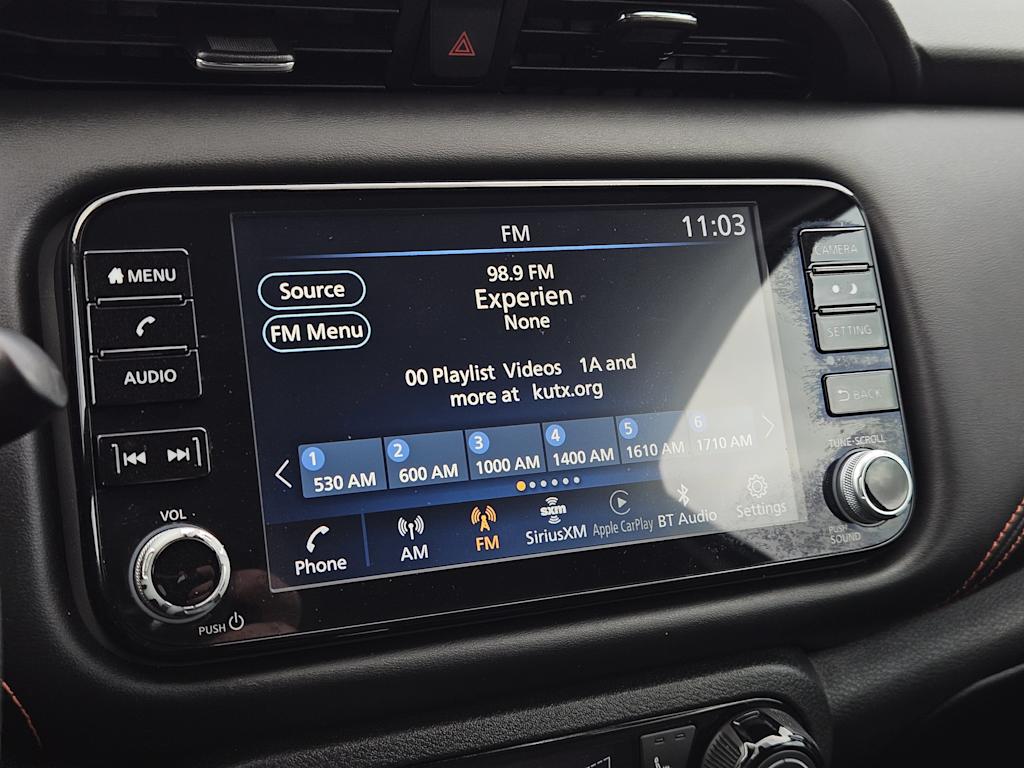 FM
11:03
MENU
AUDIO
VOL
PUSH
Source
FM Menu
98.9 FM
Experien
None
00 Playlist Videos 1A and
more at kutx.org
1 530 AM
2 600 AM
3 1000 AM
4 1400 AM
5 1610 AM
6 1710 AM
Phone
AM
FM
sxm
SiriusXM
Apple CarPlay
BT Audio
Settings
CAMERA
SETTING
BACK
TUNE·SCROLL
PUSH
SOUND